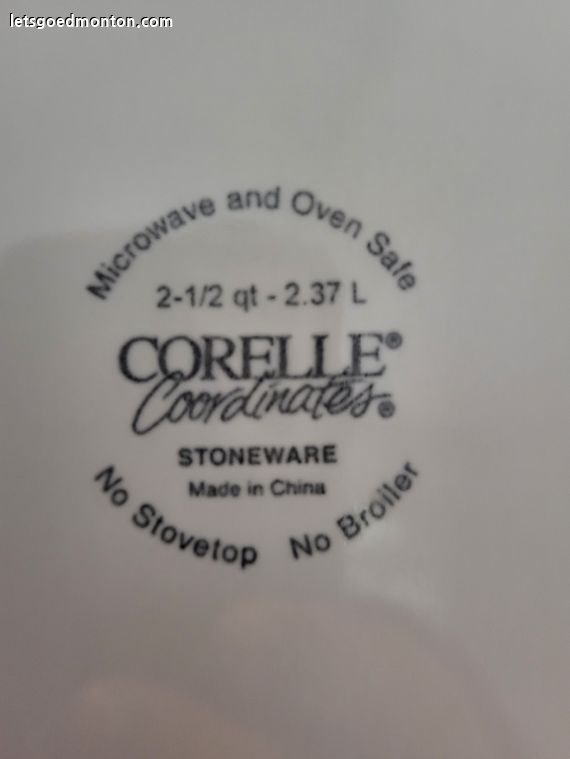 letsgoedmonton.com
Microwave and Oven Safe
2-1/2 qt - 2.37 L
CORELLE®
Coordinates®
STONEWARE
Made in China
No Stovetop No Broiler